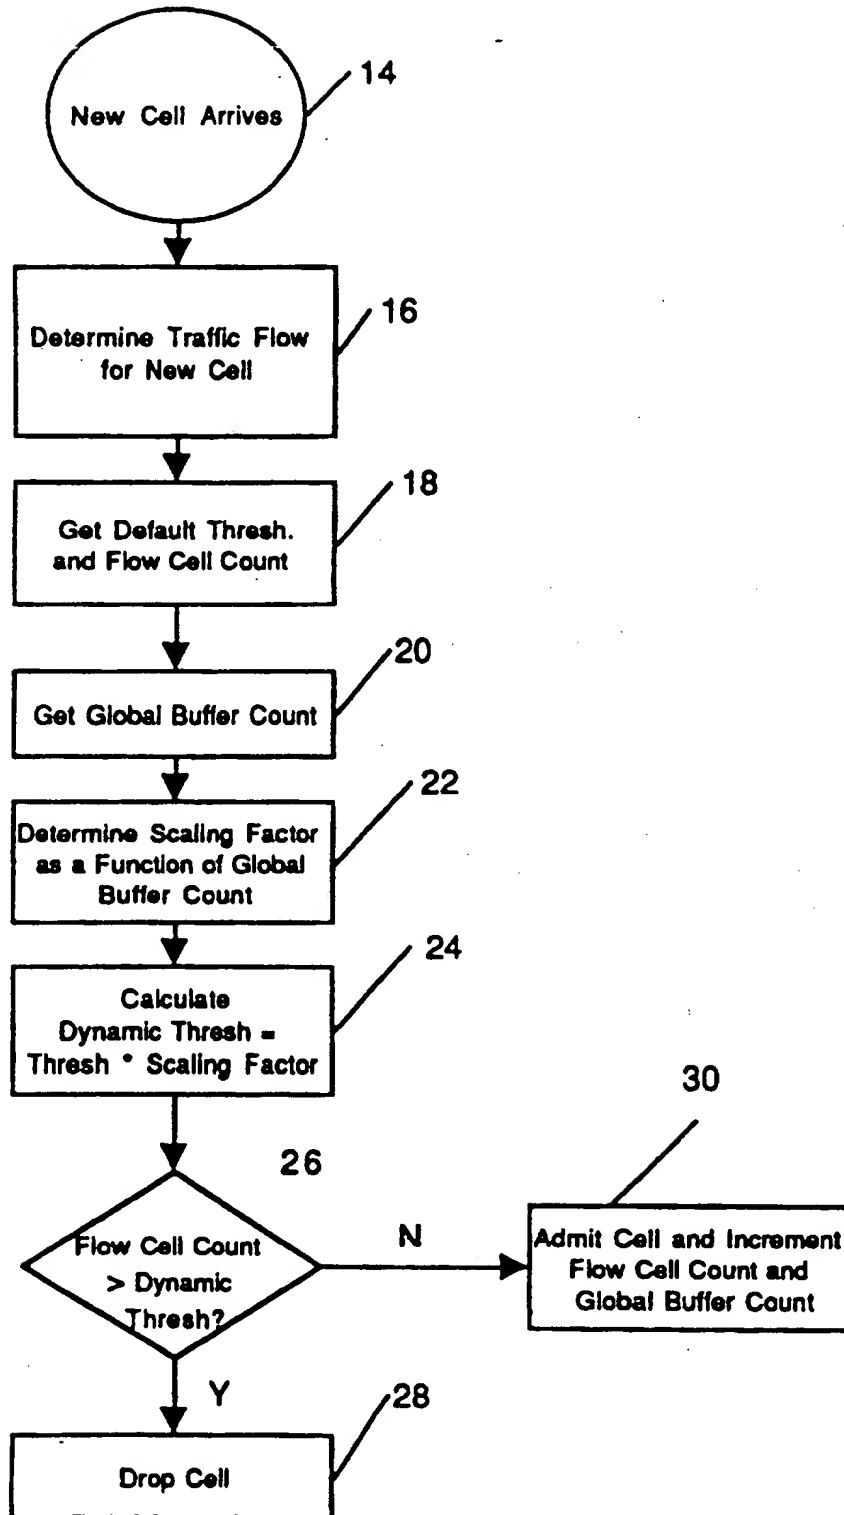 New Cell Arrives
14
Determine Traffic Flow
for New Cell
16
Get Default Thresh.
and Flow Cell Count
18
Get Global Buffer Count
20
Determine Scaling Factor
as a Function of Global
Buffer Count
22
Calculate
Dynamic Thresh =
Thresh * Scaling Factor
24
26
Flow Cell Count
> Dynamic
Thresh?
N
30
Admit Cell and Increment
Flow Cell Count and
Global Buffer Count
Y
28
Drop Cell